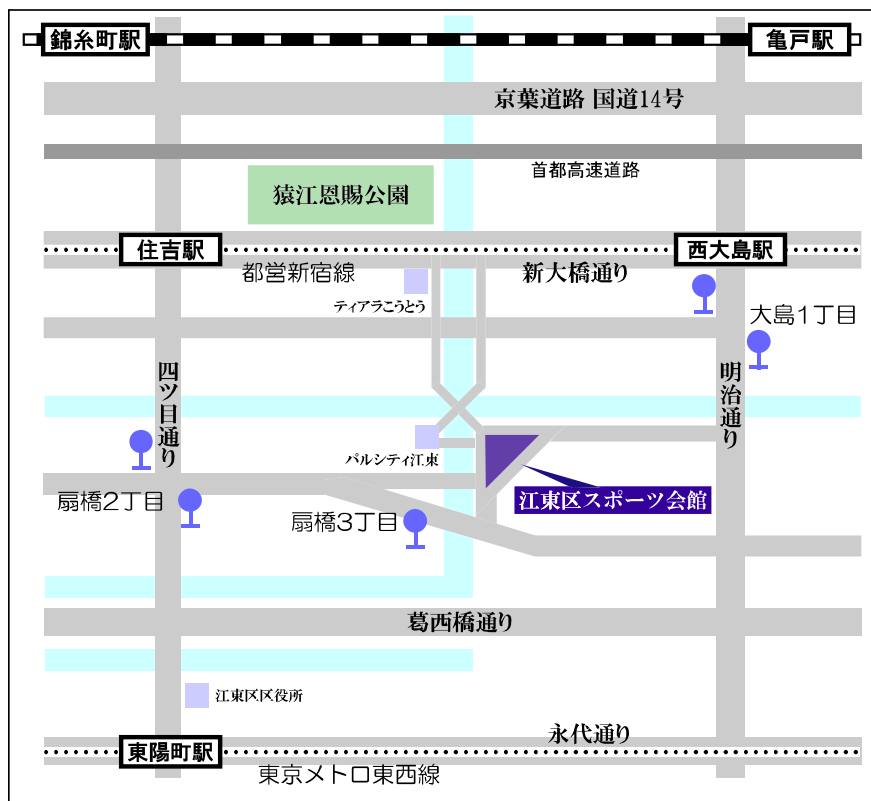 錦糸町駅
亀戸駅
京葉道路 国道14号
首都高速道路
猿江恩賜公園
住吉駅
西大島駅
都営新宿線
新大橋通り
ティアラこうとう
大島1丁目
四ツ目通り
明治通り
パルシティ江東
扇橋2丁目
江東区スポーツ会館
扇橋3丁目
葛西橋通り
江東区区役所
永代通り
東陽町駅
東京メトロ東西線